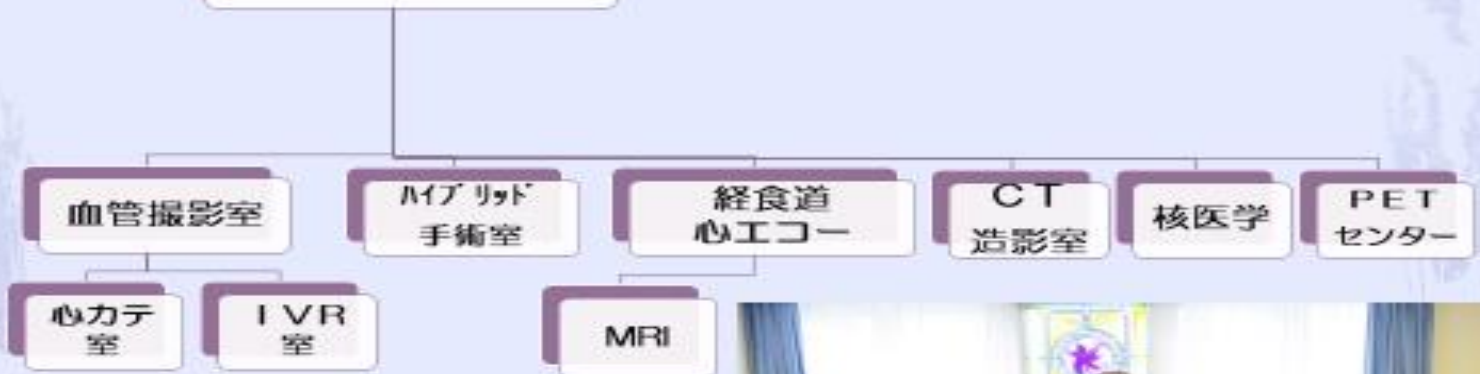 血管撮影室
ﾊｲﾌﾞﾘｯﾄﾞ
手術室
経食道
心エコー
ＣＴ
造影室
核医学
ＰＥＴ
センター
心カテ
室
ＩＶＲ
室
MRI